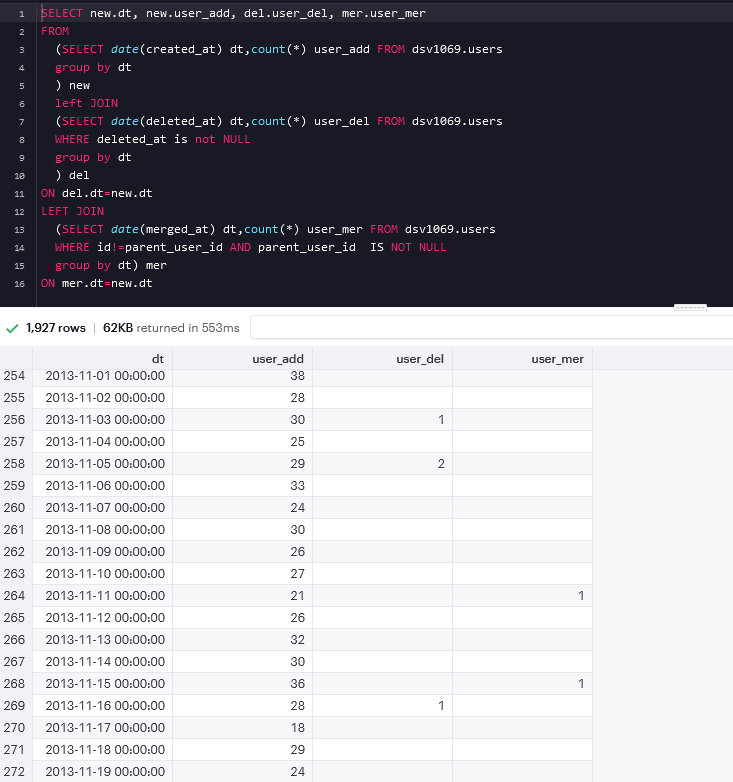 1 SELECT new.dt, new.user_add, del.user_del, mer.user_mer
2 FROM
3 (SELECT date(created_at) dt,count(*) user_add FROM dsv1069.users
4 group by dt
5 ) new
6 left JOIN
7 (SELECT date(deleted_at) dt,count(*) user_del FROM dsv1069.users
8 WHERE deleted_at is not NULL
9 group by dt
10 ) del
11 ON del.dt=new.dt
12 LEFT JOIN
13 (SELECT date(merged_at) dt,count(*) user_mer FROM dsv1069.users
14 WHERE id!=parent_user_id AND parent_user_id  IS NOT NULL
15 group by dt) mer
16 ON mer.dt=new.dt
1,927 rows | 62KB returned in 553ms
dt user_add user_del user_mer
254 2013-11-01 00:00:00 38
255 2013-11-02 00:00:00 28
256 2013-11-03 00:00:00 30 1
257 2013-11-04 00:00:00 25
258 2013-11-05 00:00:00 29 2
259 2013-11-06 00:00:00 33
260 2013-11-07 00:00:00 24
261 2013-11-08 00:00:00 30
262 2013-11-09 00:00:00 26
263 2013-11-10 00:00:00 27
264 2013-11-11 00:00:00 21 1
265 2013-11-12 00:00:00 26
266 2013-11-13 00:00:00 32
267 2013-11-14 00:00:00 30
268 2013-11-15 00:00:00 36 1
269 2013-11-16 00:00:00 28 1
270 2013-11-17 00:00:00 18
271 2013-11-18 00:00:00 29
272 2013-11-19 00:00:00 24